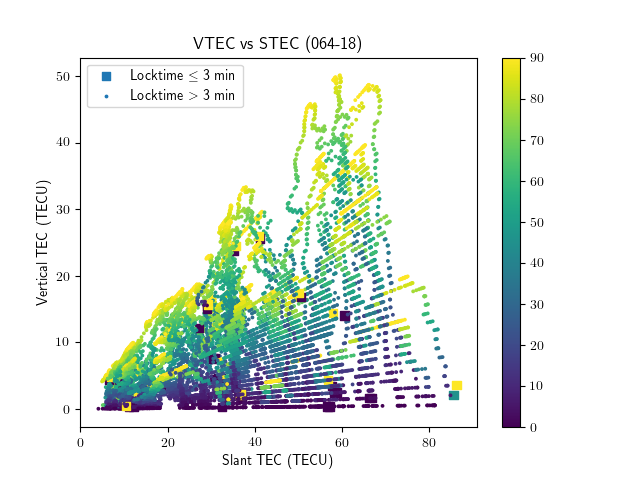 VTEC vs STEC (064-18)
Locktime ≤ 3 min
Locktime > 3 min
Vertical TEC (TECU)
50
40
30
20
10
0
0 20 40 60 80
Slant TEC (TECU)
90
80
70
60
50
40
30
20
10
0